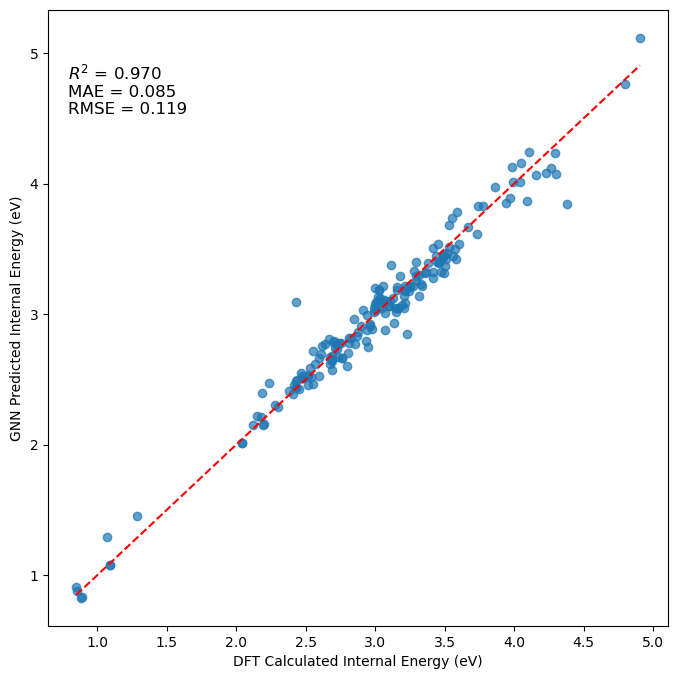 R² = 0.970
MAE = 0.085
RMSE = 0.119
GNN Predicted Internal Energy (eV)
5
4
3
2
1
1.0 1.5 2.0 2.5 3.0 3.5 4.0 4.5 5.0
DFT Calculated Internal Energy (eV)